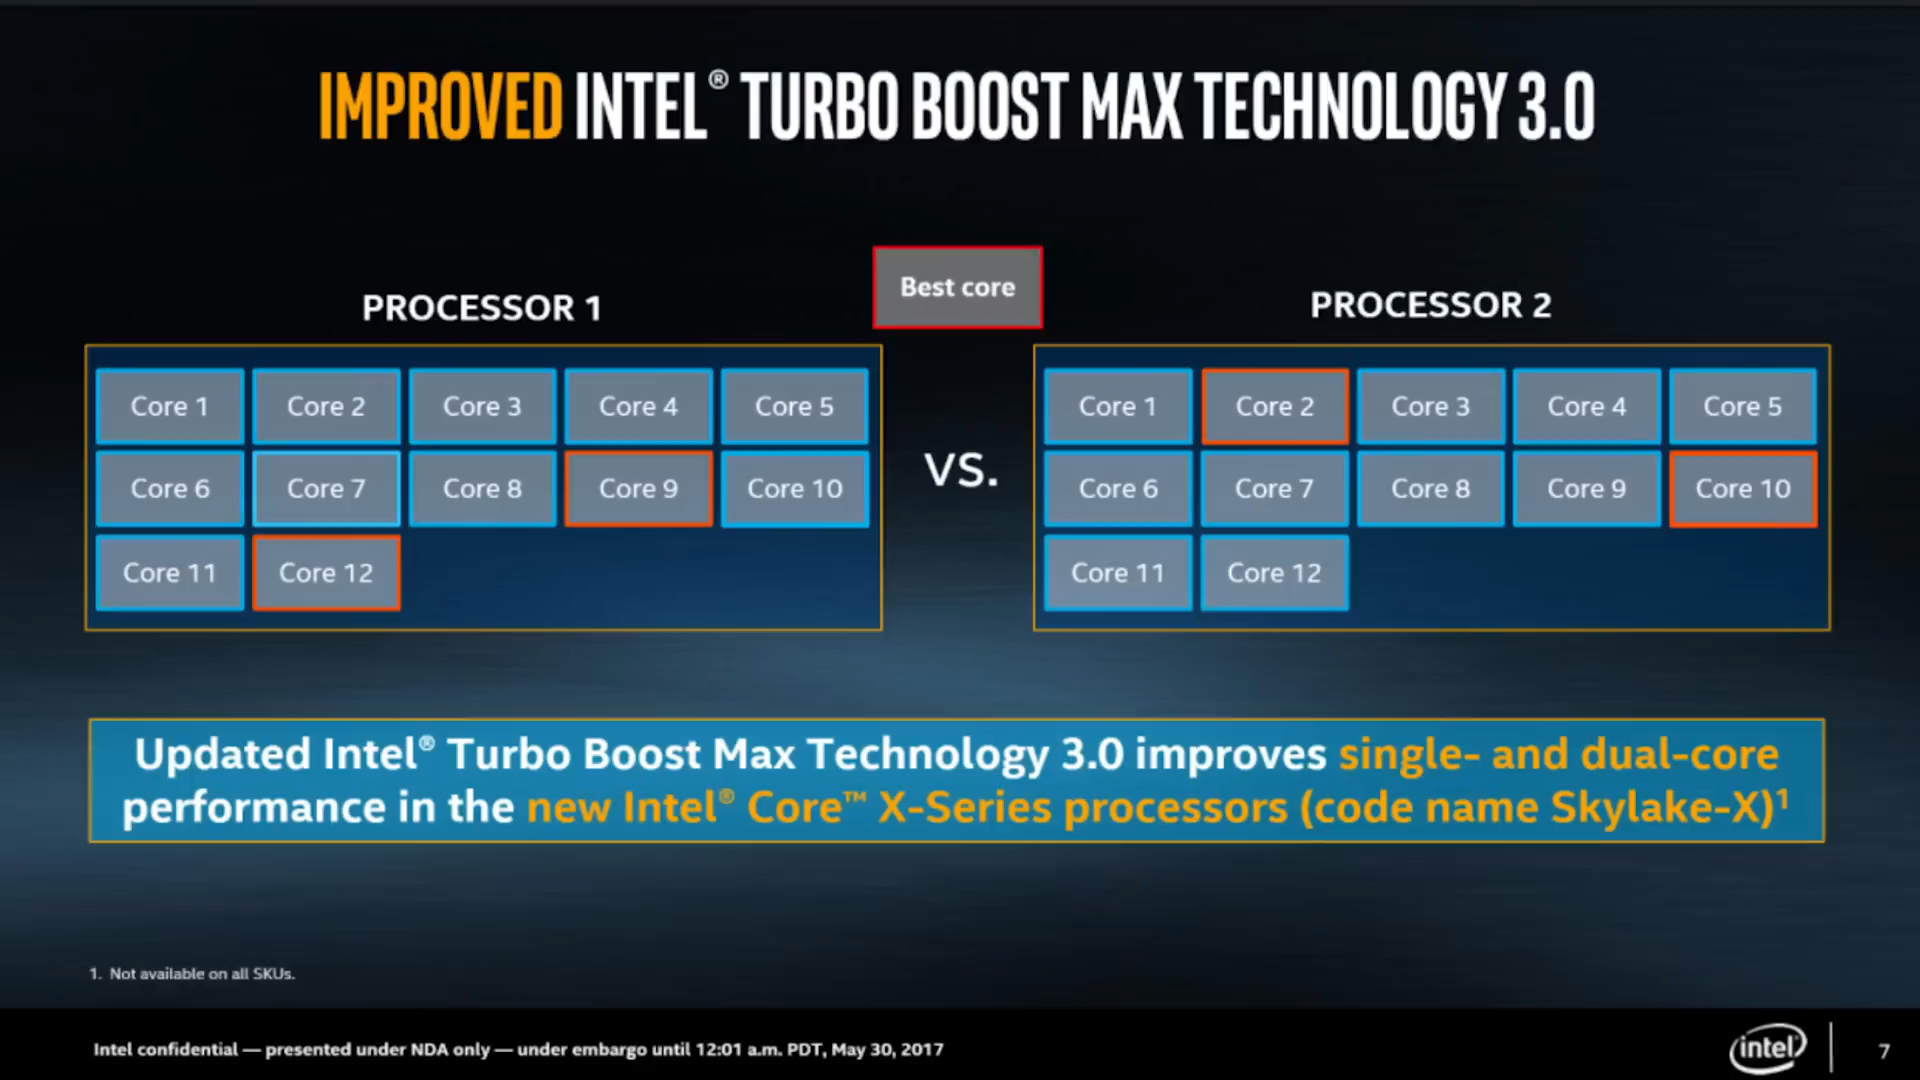 IMPROVED INTEL® TURBO BOOST MAX TECHNOLOGY 3.0
Best core
PROCESSOR 1
PROCESSOR 2
Core 1 Core 2 Core 3 Core 4 Core 5
Core 6 Core 7 Core 8 Core 9 Core 10
Core 11 Core 12
VS.
Core 1 Core 2 Core 3 Core 4 Core 5
Core 6 Core 7 Core 8 Core 9 Core 10
Core 11 Core 12
Updated Intel® Turbo Boost Max Technology 3.0 improves single- and dual-core
performance in the new Intel® Core™ X-Series processors (code name Skylake-X)¹
1. Not available on all SKUs.
Intel confidential — presented under NDA only — under embargo until 12:01 a.m. PDT, May 30, 2017
intel®
7